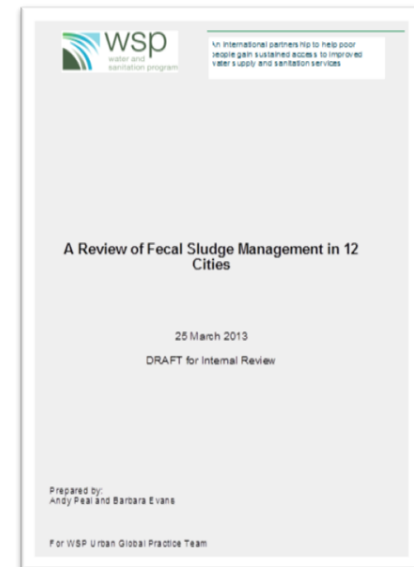 wsp
water and
sanitation program
An international partnership to help poor
people gain sustained access to improved
water supply and sanitation services
A Review of Fecal Sludge Management in 12
Cities
25 March 2013
DRAFT for Internal Review
Prepared by:
Andy Peal and Barbara Evans
For WSP Urban Global Practice Team